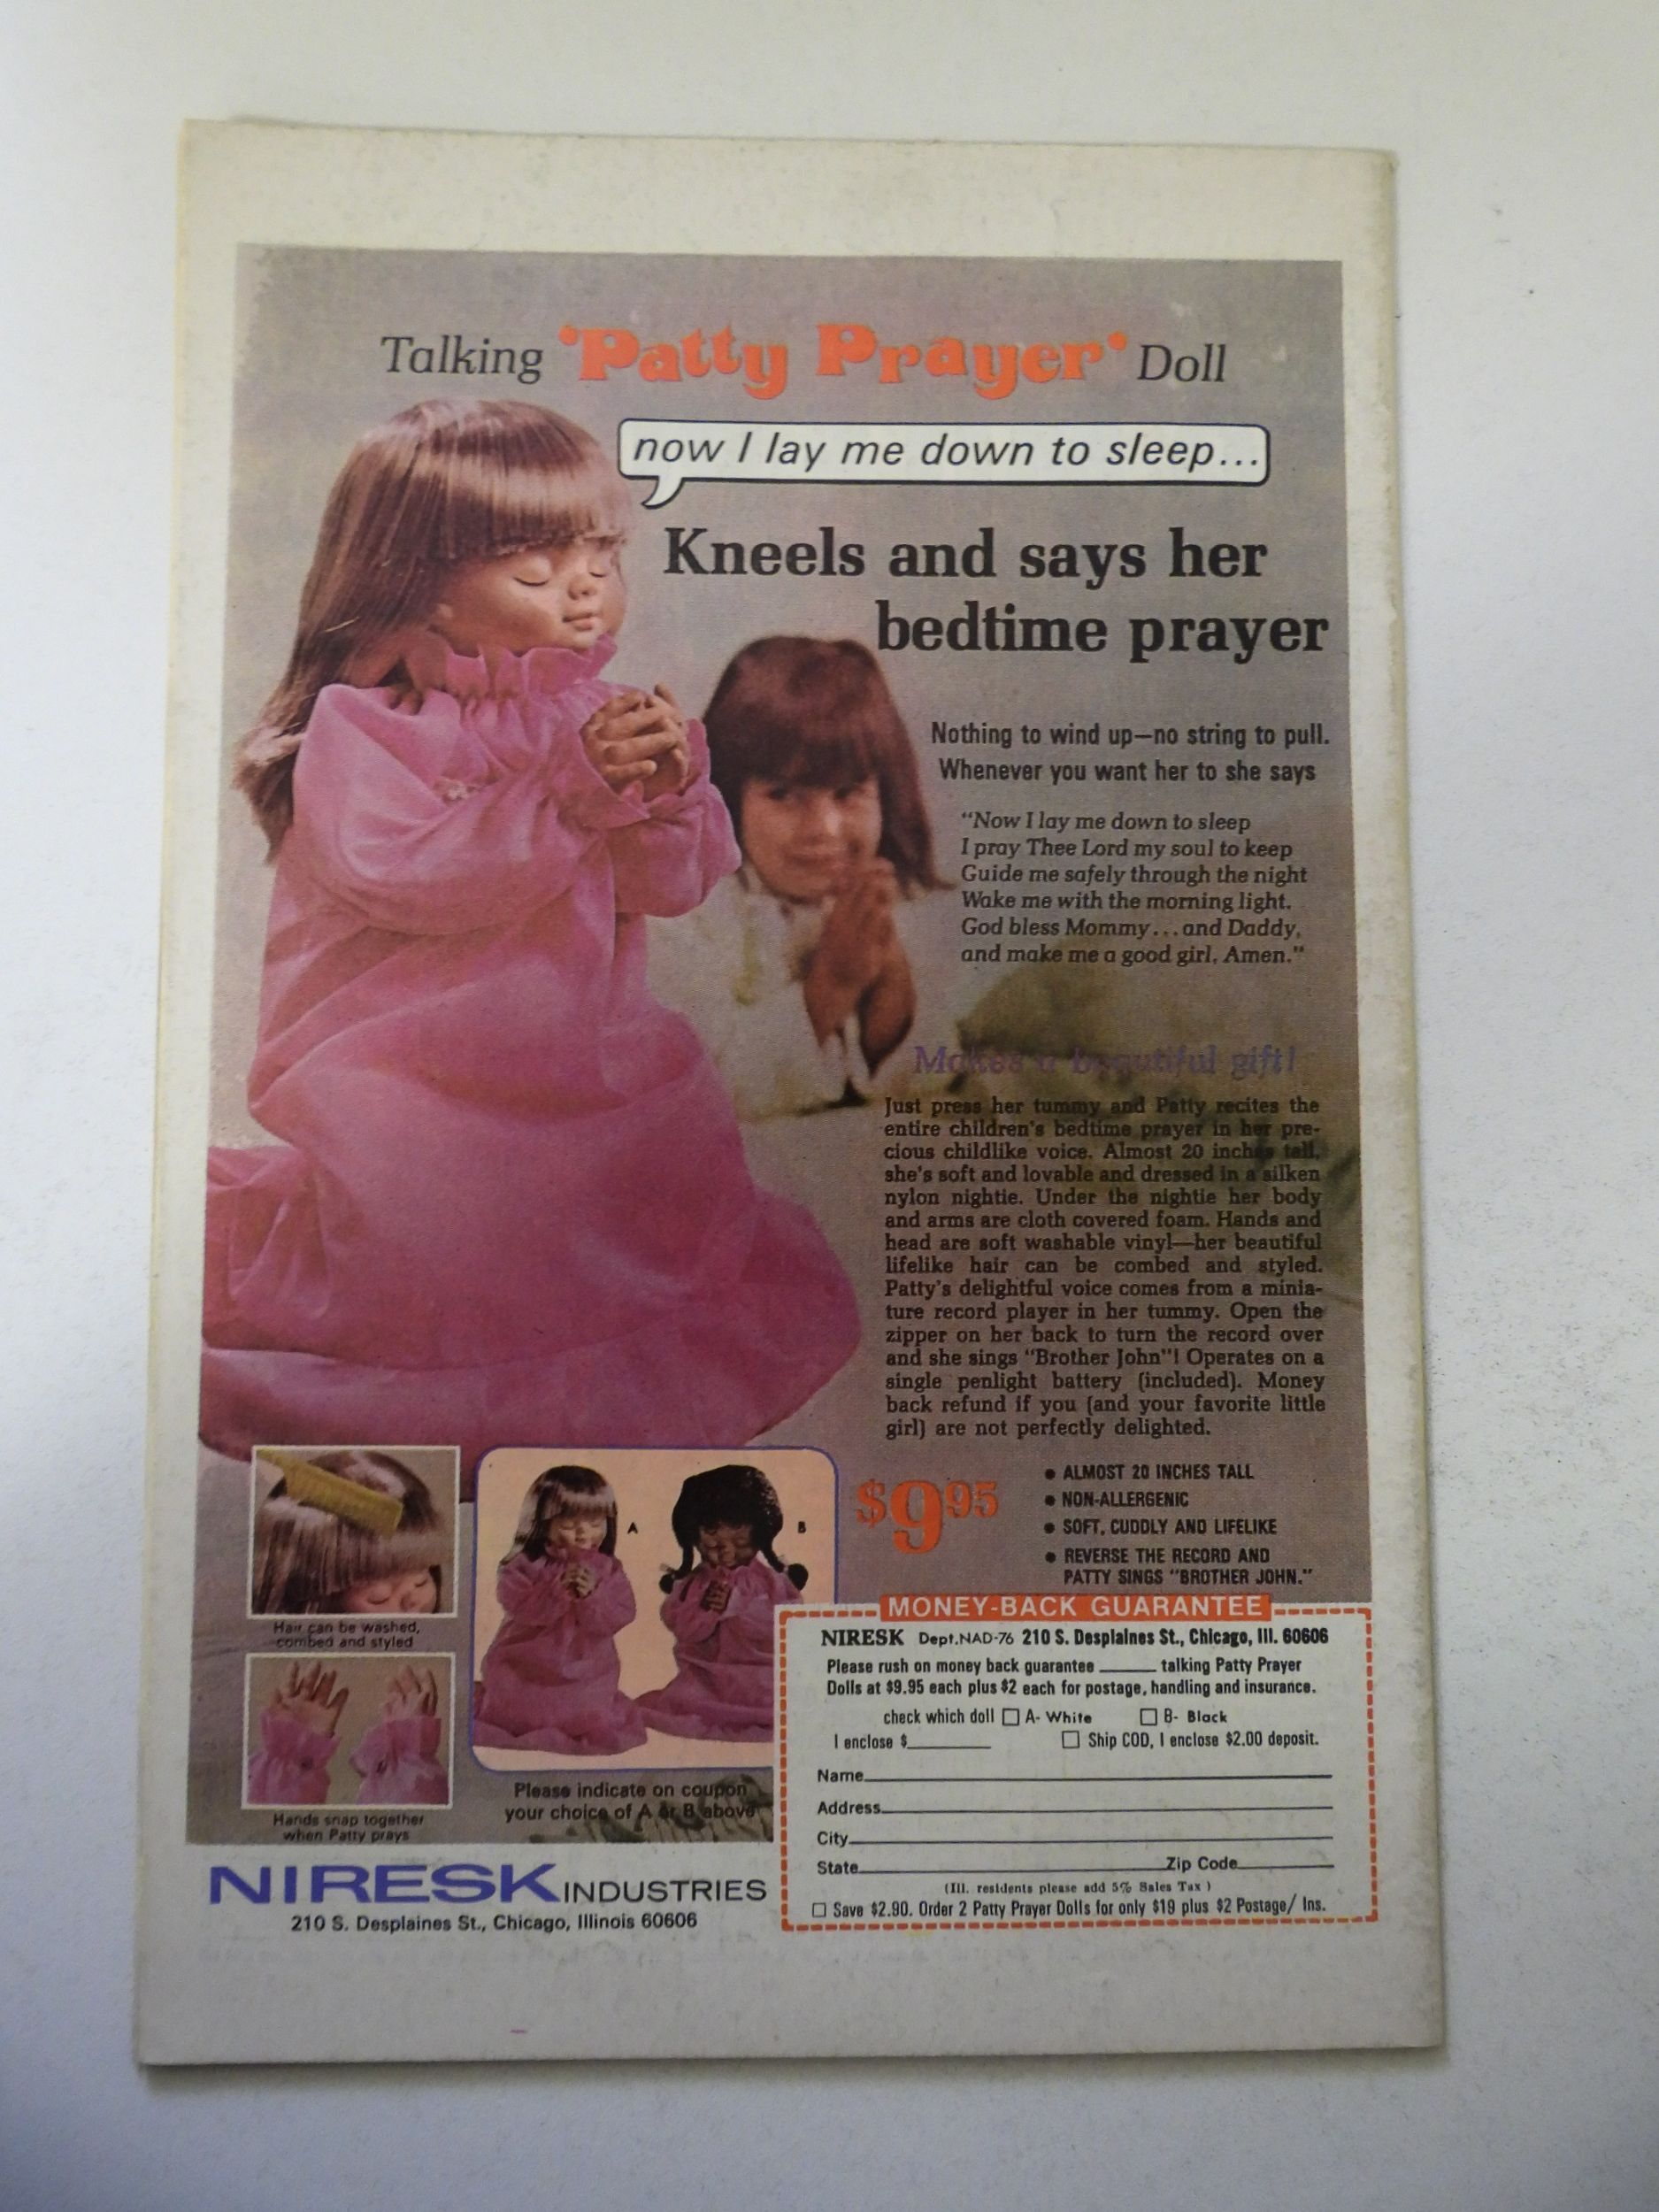 Talking 'Patty Prayer' Doll
now I lay me down to sleep...
Kneels and says her
bedtime prayer
Nothing to wind up—no string to pull.
Whenever you want her to she says
"Now I lay me down to sleep
I pray Thee Lord my soul to keep
Guide me safely through the night
Wake me with the morning light.
God bless Mommy...and Daddy,
and make me a good girl, Amen."
Makes a beautiful gift!
Just press her tummy and Patty recites the
entire children's bedtime prayer in her pre-
cious childlike voice. Almost 20 inches tall,
she's soft and lovable and dressed in a silken
nylon nightie. Under the nightie her body
and arms are cloth covered foam. Hands and
head are soft washable vinyl—her beautiful
lifelike hair can be combed and styled.
Patty's delightful voice comes from a minia-
ture record player in her tummy. Open the
zipper on her back to turn the record over
and she sings "Brother John"! Operates on a
single penlight battery (included). Money
back refund if you (and your favorite little
girl) are not perfectly delighted.
$9.95
• ALMOST 20 INCHES TALL
• NON-ALLERGENIC
• SOFT, CUDDLY AND LIFELIKE
• REVERSE THE RECORD AND
PATTY SINGS "BROTHER JOHN."
Hair can be washed,
combed and styled
Hands snap together
when Patty prays
A
B
Please indicate on coupon
your choice of A or B above
NIRESK INDUSTRIES
210 S. Desplaines St., Chicago, Illinois 60606
MONEY-BACK GUARANTEE
NIRESK Dept. NAD-76 210 S. Desplaines St., Chicago, Ill. 60606
Please rush on money back guarantee ______ talking Patty Prayer
Dolls at $9.95 each plus $2 each for postage, handling and insurance.
check which doll □ A- White □ B- Black
I enclose $________ □ Ship COD, I enclose $2.00 deposit.
Name
Address
City
State Zip Code
(Ill. residents please add 5% Sales Tax)
□ Save $2.90. Order 2 Patty Prayer Dolls for only $19 plus $2 Postage/ Ins.